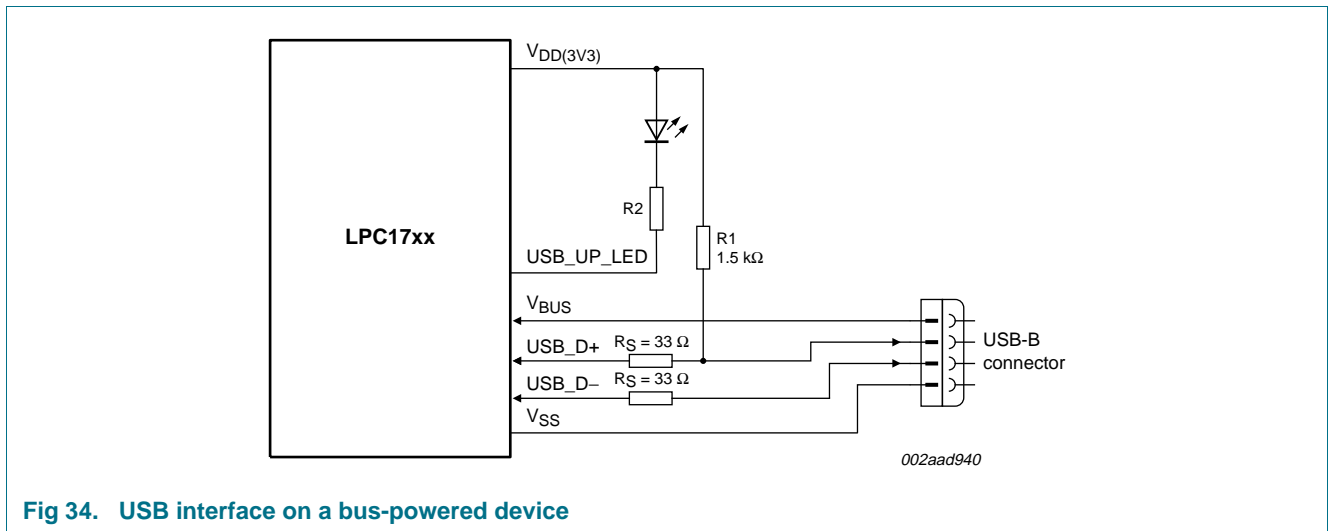 VDD(3V3)
R2
LPC17xx
R1
1.5 kΩ
USB_UP_LED
VBUS
USB_D+
RS = 33 Ω
USB-B
connector
USB_D−
RS = 33 Ω
VSS
002aad940
Fig 34. USB interface on a bus-powered device